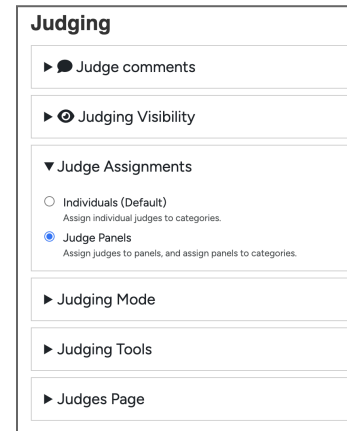 Judging
Judge comments
Judging Visibility
Judge Assignments
Individuals (Default)
Assign individual judges to categories.
Judge Panels
Assign judges to panels, and assign panels to categories.
Judging Mode
Judging Tools
Judges Page